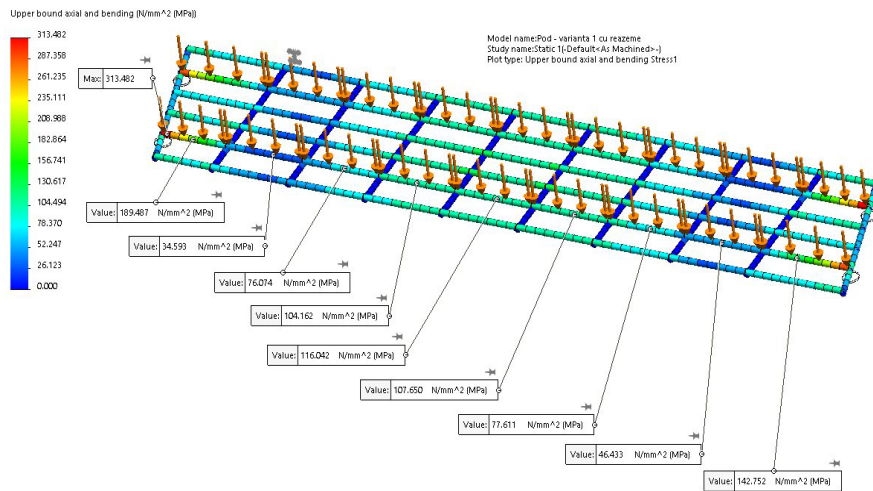 Upper bound axial and bending (N/mm^2 (MPa))
313.482
287.358
261.235
235.111
208.988
182.864
156.741
130.617
104.494
78.370
52.247
26.123
0.000
Model name:Pod - varianta 1 cu reazeme
Study name:Static 1(-Default<As Machined>-)
Plot type: Upper bound axial and bending Stress1
Max: 313.482
Value: 189.487 N/mm^2 (MPa)
Value: 34.593 N/mm^2 (MPa)
Value: 76.074 N/mm^2 (MPa)
Value: 104.162 N/mm^2 (MPa)
Value: 116.042 N/mm^2 (MPa)
Value: 107.650 N/mm^2 (MPa)
Value: 77.611 N/mm^2 (MPa)
Value: 46.433 N/mm^2 (MPa)
Value: 142.752 N/mm^2 (MPa)